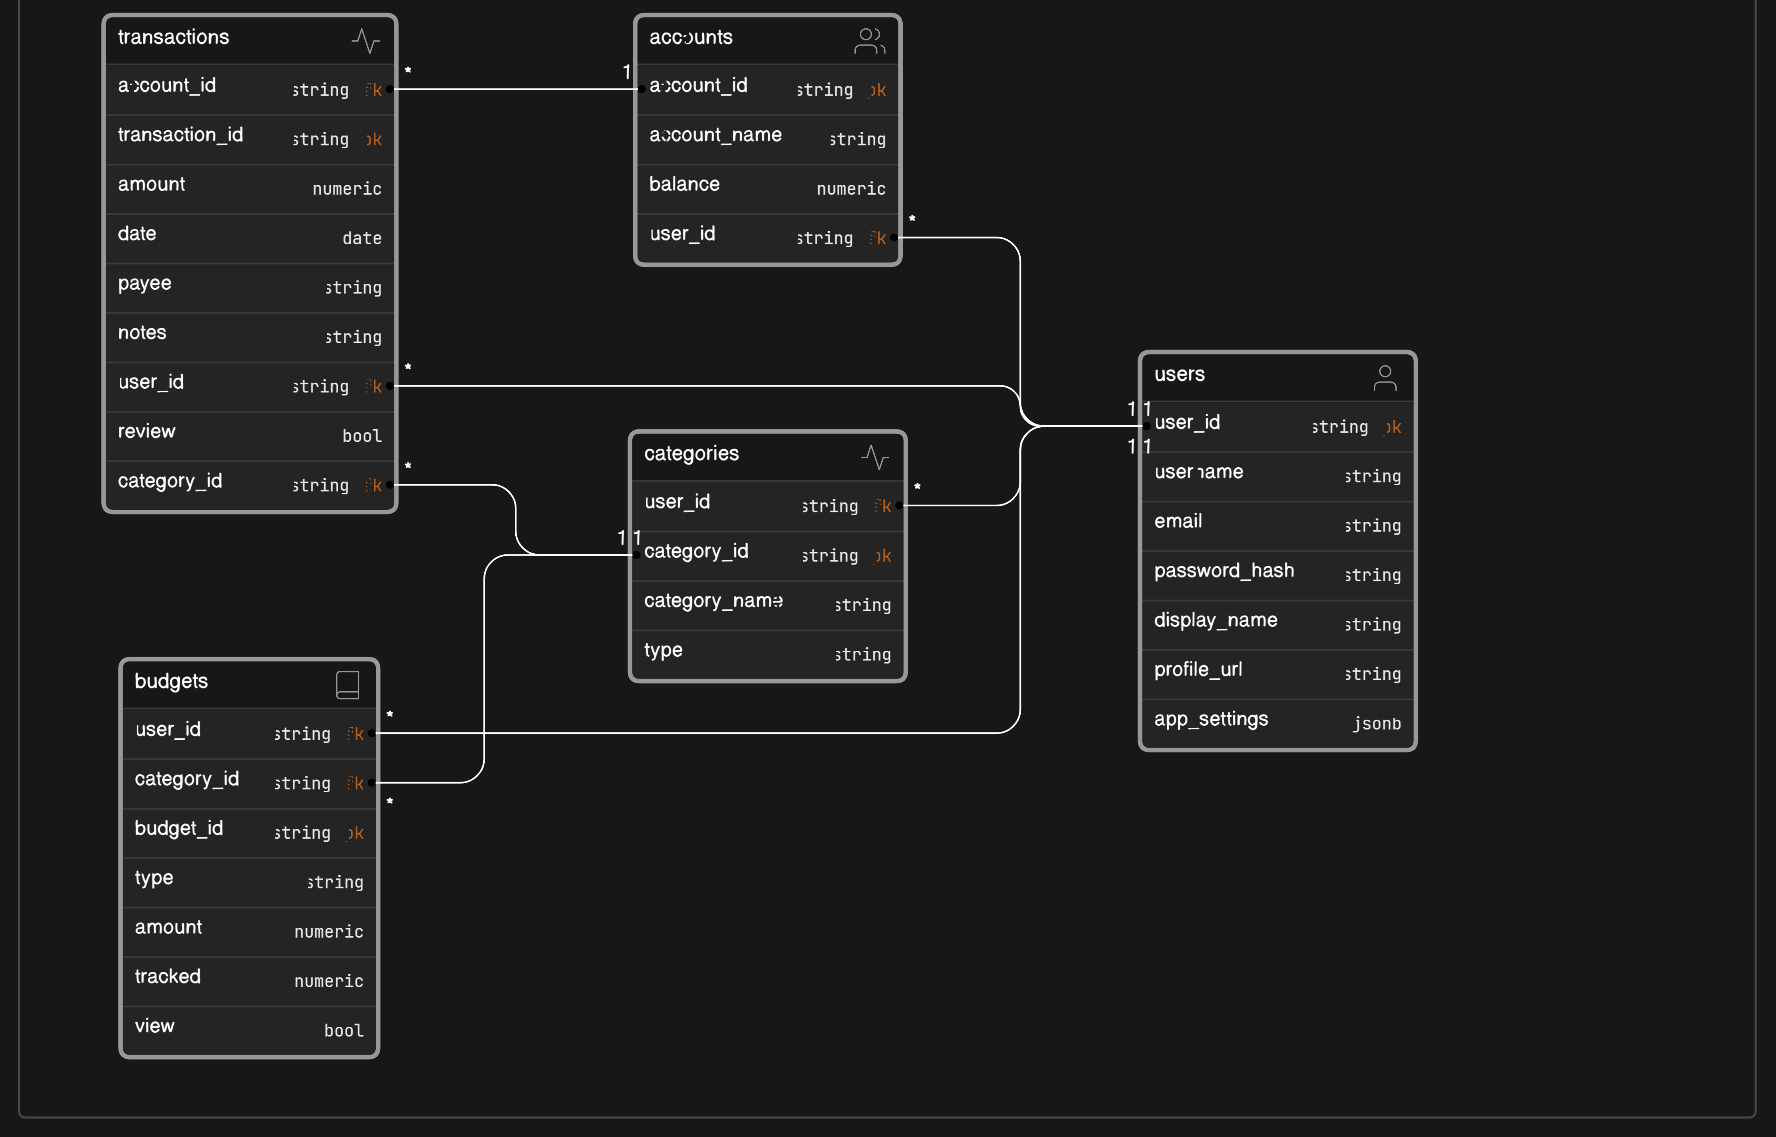 transactions
account_id string fk
transaction_id string pk
amount numeric
date date
payee string
notes string
user_id string fk
review bool
category_id string fk
*
*
*
accounts
account_id string pk
account_name string
balance numeric
user_id string fk
1
*
categories
user_id string fk
category_id string pk
category_name string
type string
*
1 1
users
user_id string pk
username string
email string
password_hash string
display_name string
profile_url string
app_settings jsonb
1 1
1 1
budgets
user_id string fk
category_id string fk
budget_id string pk
type string
amount numeric
tracked numeric
view bool
*
*